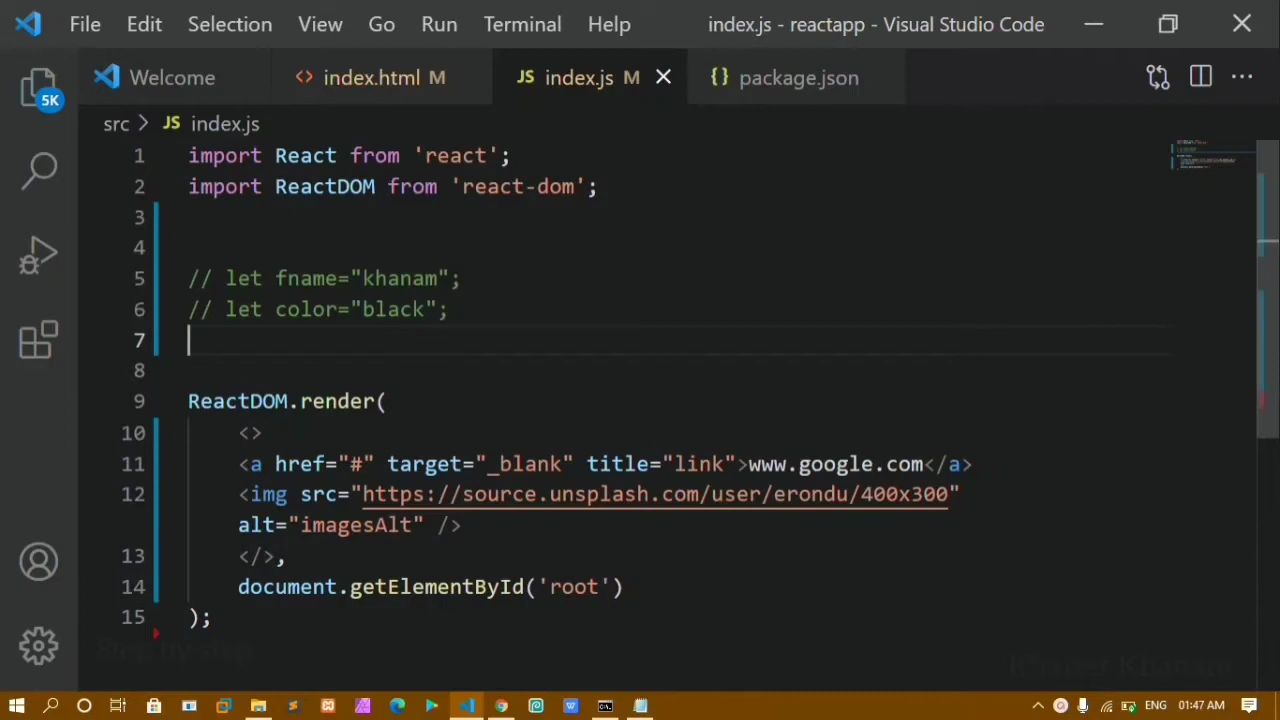 File Edit Selection View Go Run Terminal Help index.js - reactapp - Visual Studio Code
Welcome index.html M JS index.js M {} package.json
5K
src > JS index.js
1 import React from 'react';
2 import ReactDOM from 'react-dom';
3
4
5 // let fname="khanam";
6 // let color="black";
7
8
9 ReactDOM.render(
10 <>
11 <a href="#" target="_blank" title="link">www.google.com</a>
12 <img src="https://source.unsplash.com/user/erondu/400x300"
alt="imagesAlt" />
13 </>,
14 document.getElementById('root')
15 );
Step by step
ENG 01:47 AM